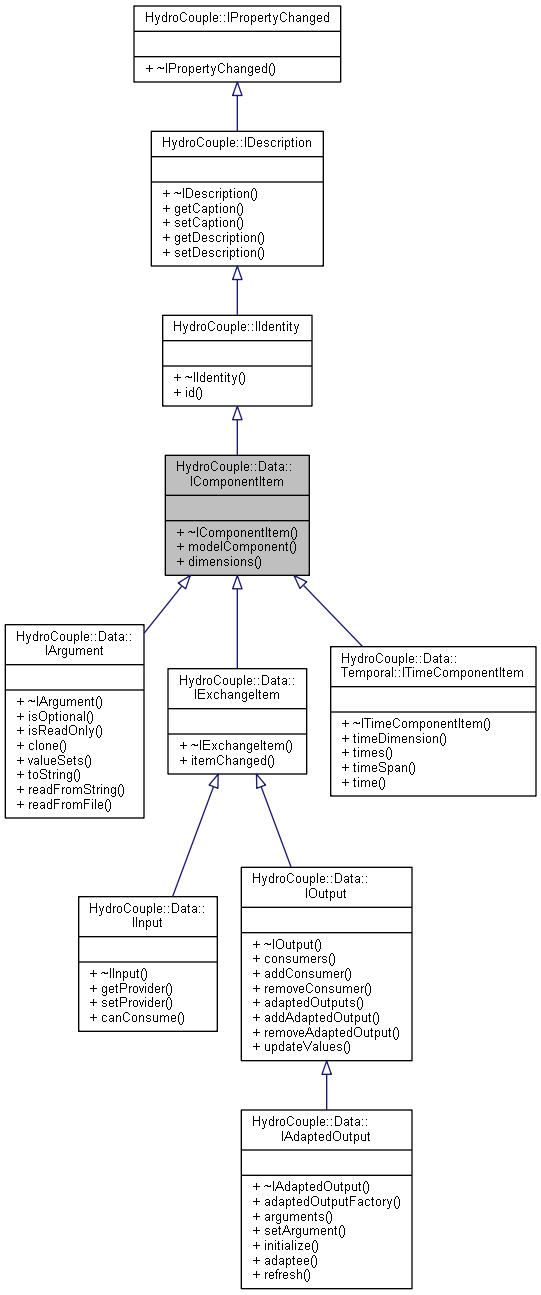 HydroCouple::IPropertyChanged
+ ~IPropertyChanged()
HydroCouple::IDescription
+ ~IDescription()
+ getCaption()
+ setCaption()
+ getDescription()
+ setDescription()
HydroCouple::IIdentity
+ ~IIdentity()
+ id()
HydroCouple::Data::
IComponentItem
+ ~IComponentItem()
+ modelComponent()
+ dimensions()
HydroCouple::Data::
IArgument
+ ~IArgument()
+ isOptional()
+ isReadOnly()
+ clone()
+ valueSets()
+ toString()
+ readFromString()
+ readFromFile()
HydroCouple::Data::
IExchangeItem
+ ~IExchangeItem()
+ itemChanged()
HydroCouple::Data::
Temporal::ITimeComponentItem
+ ~ITimeComponentItem()
+ timeDimension()
+ times()
+ timeSpan()
+ time()
HydroCouple::Data::
IInput
+ ~IInput()
+ getProvider()
+ setProvider()
+ canConsume()
HydroCouple::Data::
IOutput
+ ~IOutput()
+ consumers()
+ addConsumer()
+ removeConsumer()
+ adaptedOutputs()
+ addAdaptedOutput()
+ removeAdaptedOutput()
+ updateValues()
HydroCouple::Data::
IAdaptedOutput
+ ~IAdaptedOutput()
+ adaptedOutputFactory()
+ arguments()
+ setArgument()
+ initialize()
+ adaptee()
+ refresh()